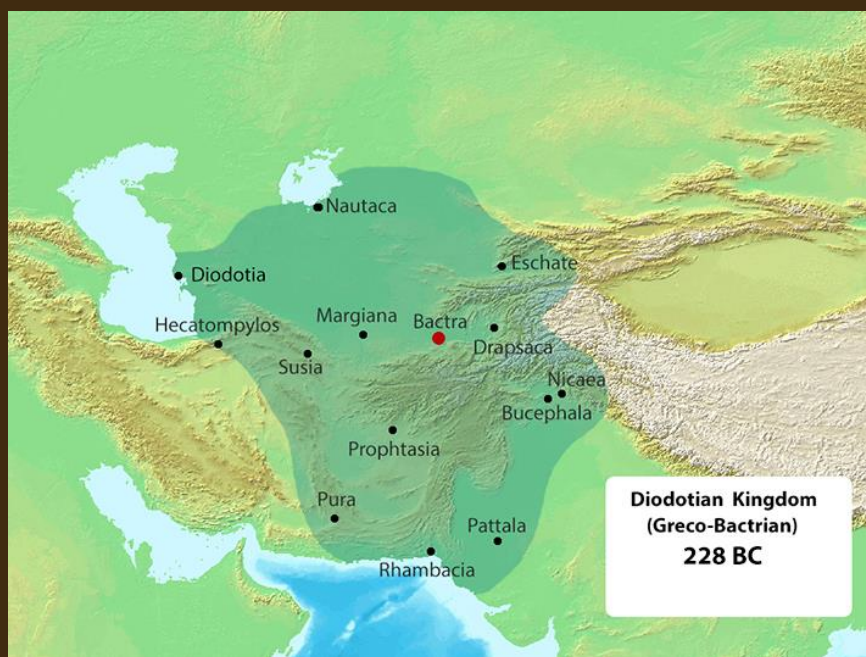 Nautaca
Eschate
Diodotia
Hecatompylos
Margiana
Bactra
Susia
Drapsaca
Nicaea
Bucephala
Prophtasia
Pura
Pattala
Rhambacia
Diodotian Kingdom
(Greco-Bactrian)
228 BC